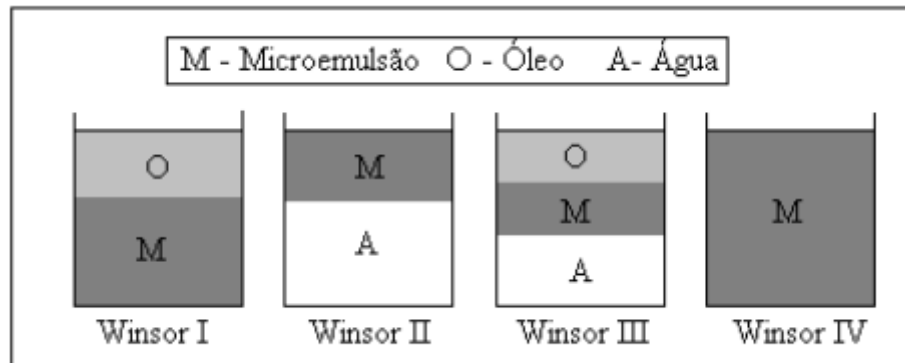 M - Microemulsão O - Óleo A- Água
O
M
M
A
O
M
A
M
Winsor I
Winsor II
Winsor III
Winsor IV